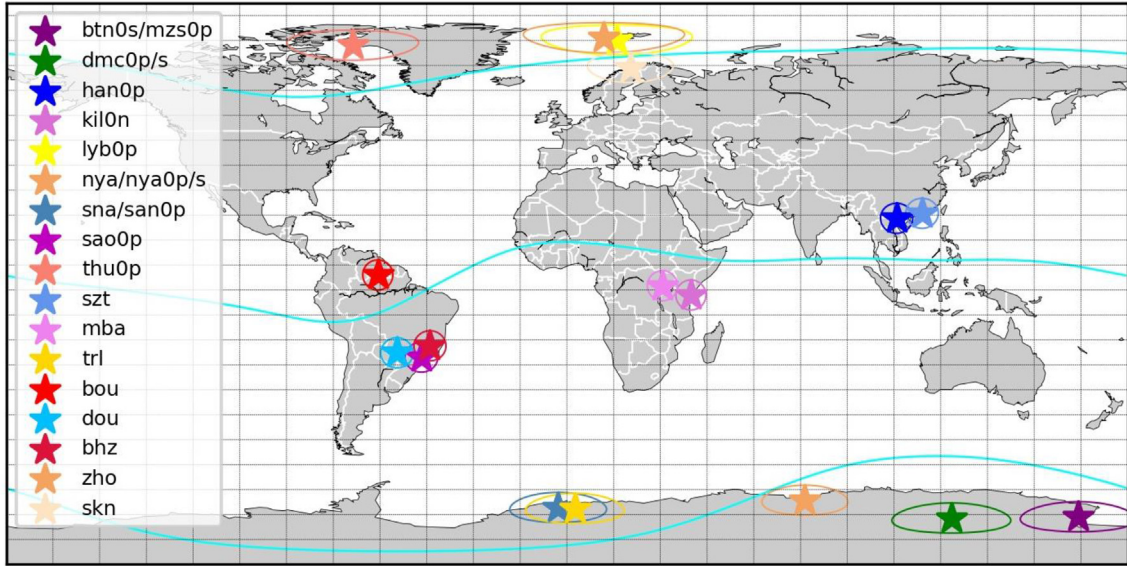 btn0s/mzs0p
dmc0p/s
han0p
kil0n
lyb0p
nya/nya0p/s
sna/san0p
sao0p
thu0p
szt
mba
trl
bou
dou
bhz
zho
skn